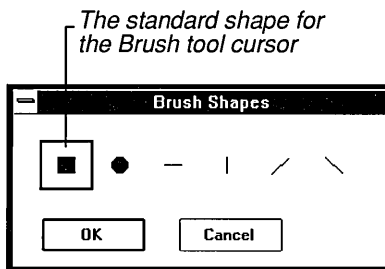 The standard shape for
the Brush tool cursor
Brush Shapes
OK Cancel